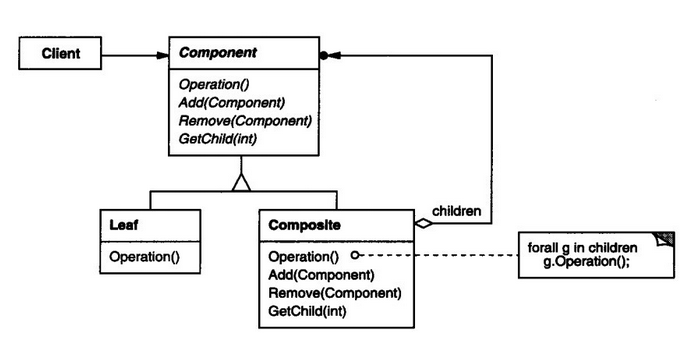 Client
Component
Operation()
Add(Component)
Remove(Component)
GetChild(int)
Leaf
Operation()
Composite
Operation()
Add(Component)
Remove(Component)
GetChild(int)
children
forall g in children
g.Operation();